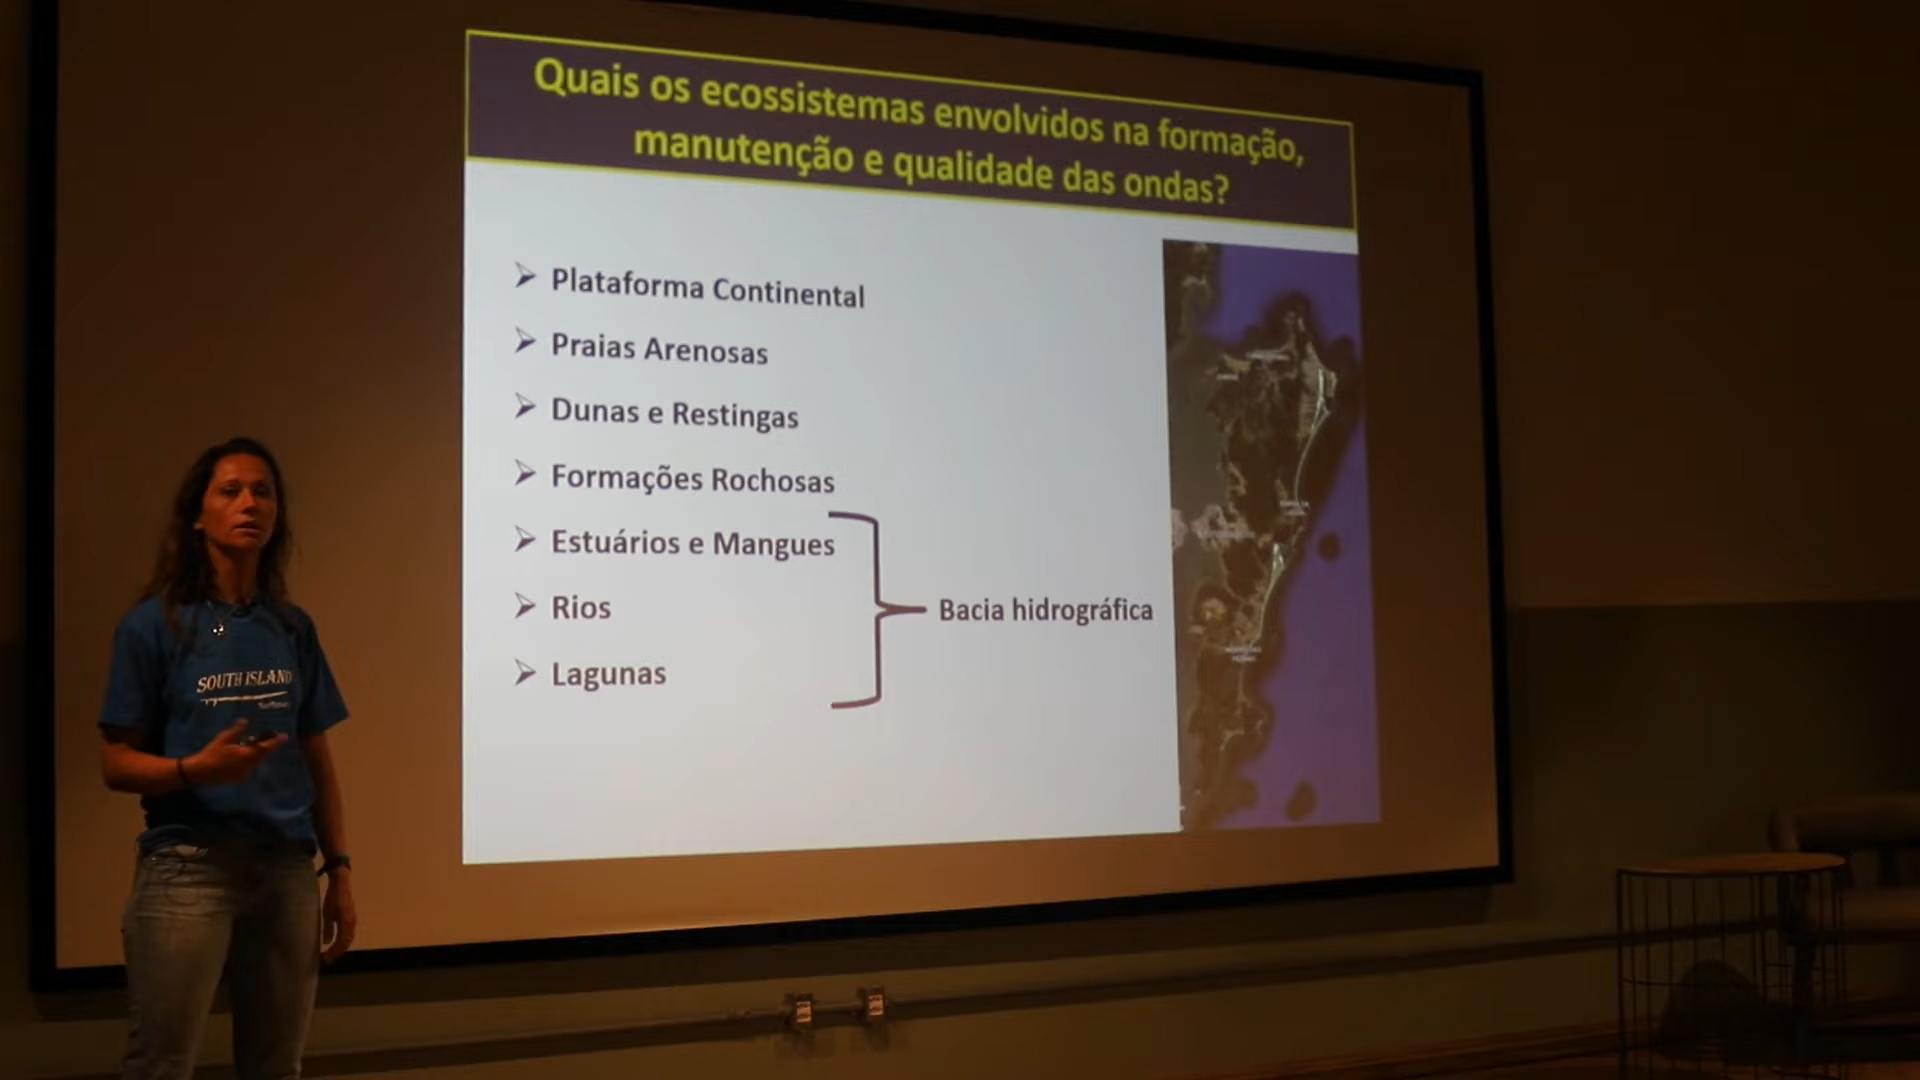 Quais os ecossistemas envolvidos na formação,
manutenção e qualidade das ondas?
Plataforma Continental
Praias Arenosas
Dunas e Restingas
Formações Rochosas
Estuários e Mangues
Rios
Lagunas
Bacia hidrográfica
SOUTH ISLAND